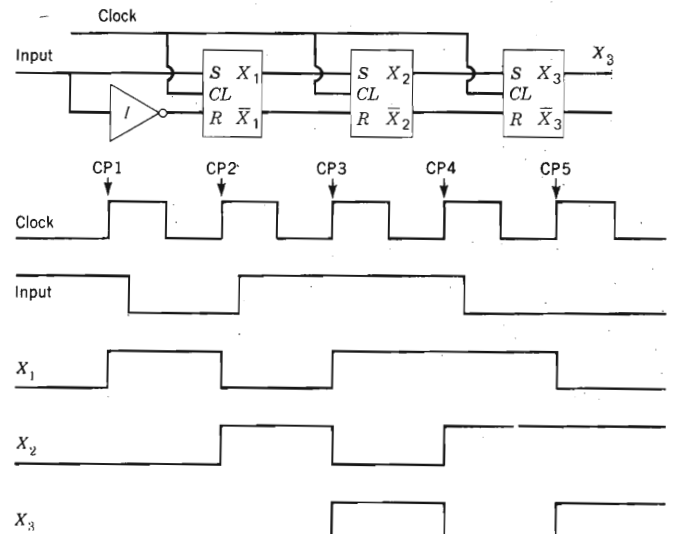 Clock
Input
X₃
S X₁ S X₂ S X₃
CL CL CL
I R X̅₁ R X̅₂ R X̅₃
CP1 CP2 CP3 CP4 CP5
Clock
Input
X₁
X₂
X₃